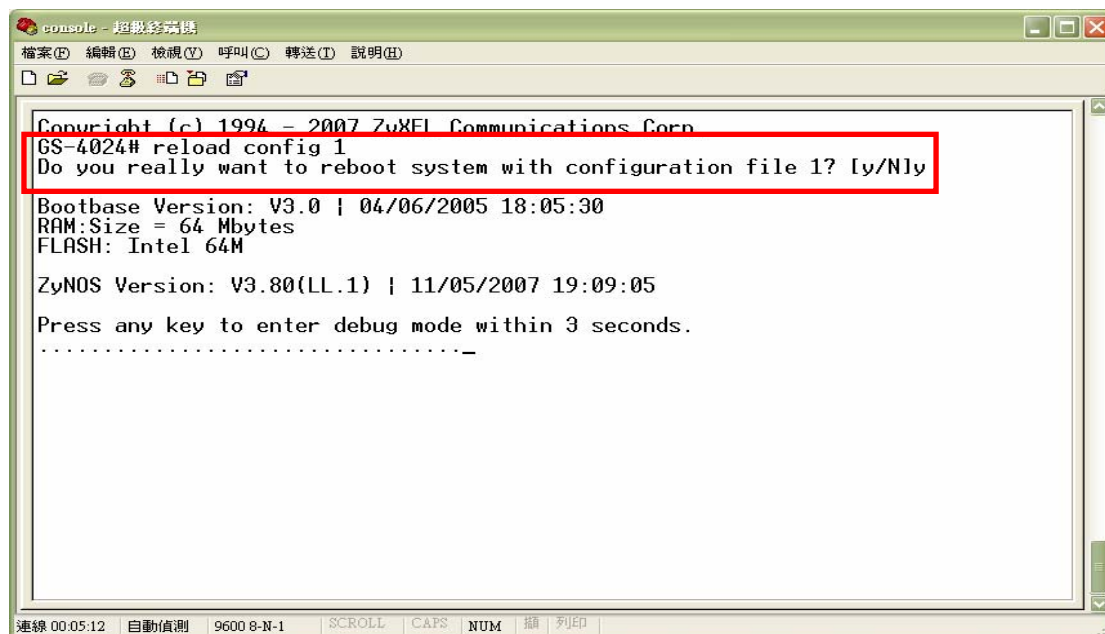 console - 超級終端機
檔案(F) 編輯(E) 檢視(V) 呼叫(C) 轉送(T) 說明(H)
Copyright (c) 1994 - 2007 ZyXEL Communications Corp
GS-4024# reload config 1
Do you really want to reboot system with configuration file 1? [y/N]y
Bootbase Version: V3.0 | 04/06/2005 18:05:30
RAM:Size = 64 Mbytes
FLASH: Intel 64M
ZyNOS Version: V3.80(LL.1) | 11/05/2007 19:09:05
Press any key to enter debug mode within 3 seconds.
................................._
連線 00:05:12 自動偵測 9600 8-N-1 SCROLL CAPS NUM 擷 列印